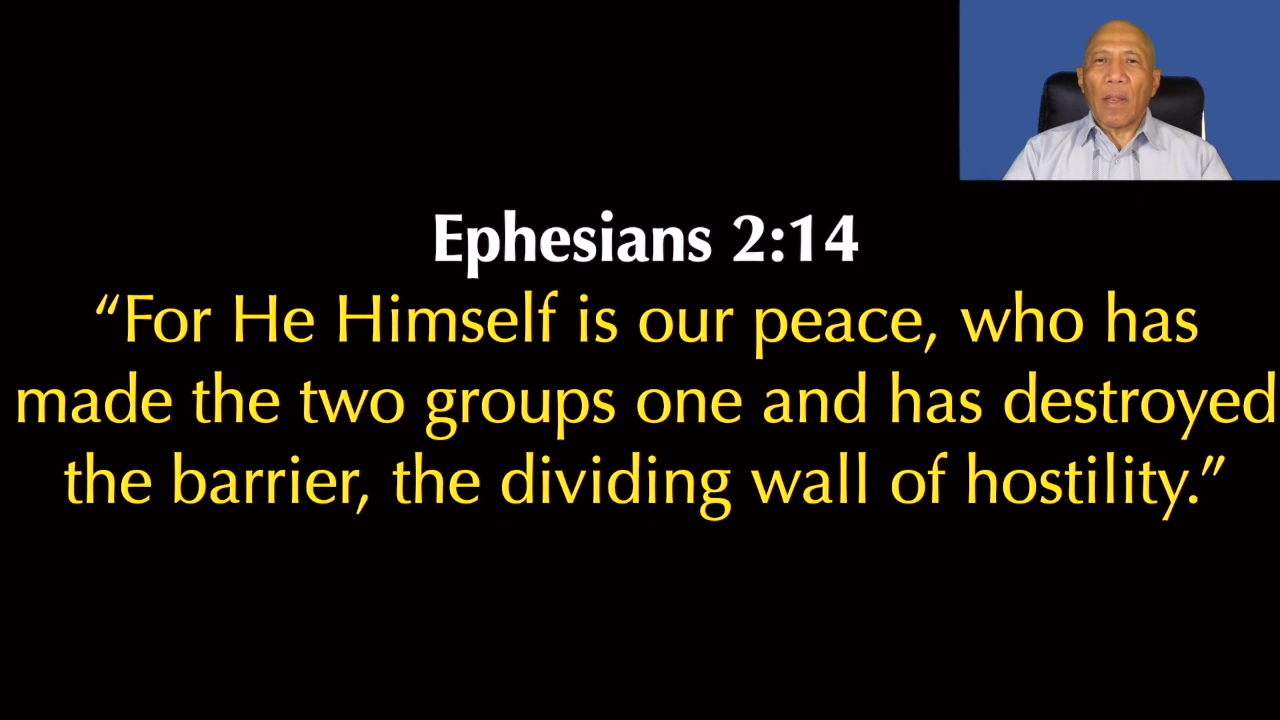 Ephesians 2:14
“For He Himself is our peace, who has
made the two groups one and has destroyed
the barrier, the dividing wall of hostility.”